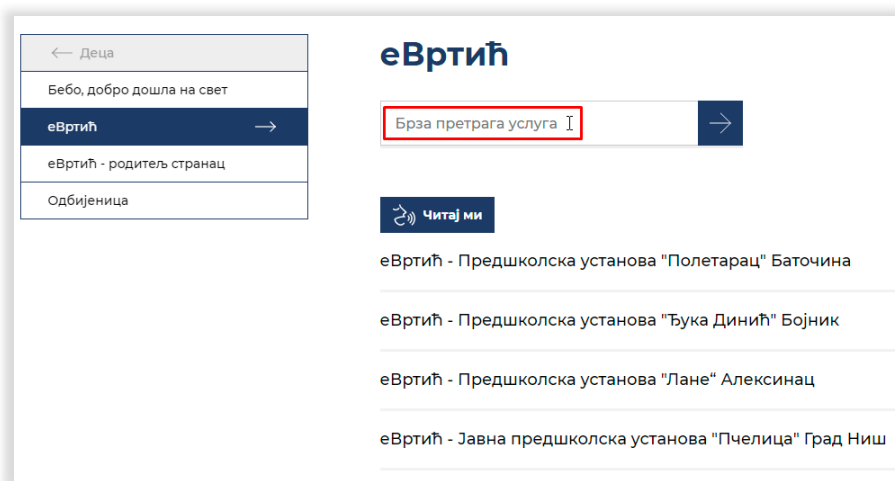 ← Деца
Бебо, добро дошла на свет
еВртић →
еВртић - родитељ странац
Одбијеница
еВртић
Брза претрага услуга
Читај ми
еВртић - Предшколска установа "Полетарац" Баточина
еВртић - Предшколска установа "Ђука Динић" Бојник
еВртић - Предшколска установа "Лане“ Алексинац
еВртић - Јавна предшколска установа "Пчелица" Град Ниш